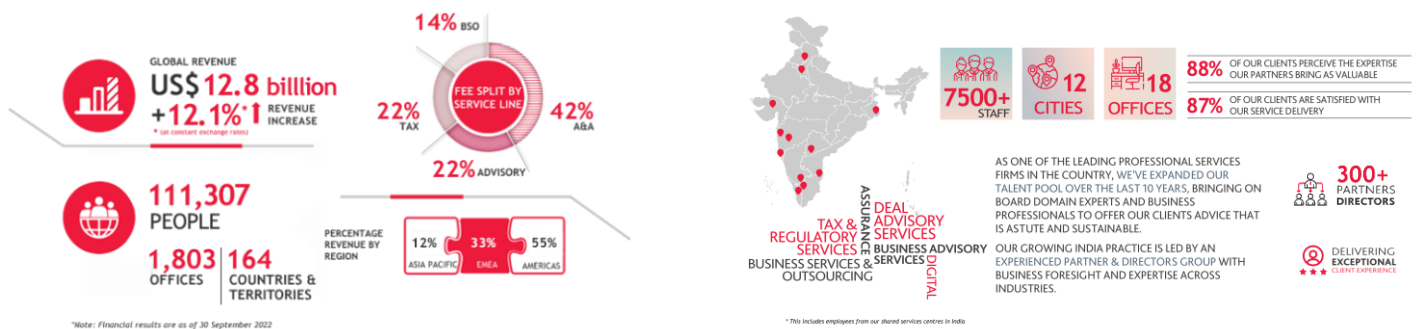 GLOBAL REVENUE
US$12.8 billlion
+12.1%* REVENUE
INCREASE
* (at constant exchange rates)
111,307
PEOPLE
1,803
OFFICES
164
COUNTRIES &
TERRITORIES
14% BSO
FEE SPLIT BY
SERVICE LINE
22%
TAX
42%
A&A
22% ADVISORY
PERCENTAGE
REVENUE BY
REGION
12%
ASIA PACIFIC
33%
EMEA
55%
AMERICAS
*Note: Financial results are as of 30 September 2022
TAX &
REGULATORY
SERVICES
BUSINESS SERVICES &
OUTSOURCING
ASSURANCE
DEAL
ADVISORY
SERVICES
BUSINESS ADVISORY
SERVICES
DIGITAL
7500+
STAFF
12
CITIES
18
OFFICES
88% OF OUR CLIENTS PERCEIVE THE EXPERTISE
OUR PARTNERS BRING AS VALUABLE
87% OF OUR CLIENTS ARE SATISFIED WITH
OUR SERVICE DELIVERY
AS ONE OF THE LEADING PROFESSIONAL SERVICES
FIRMS IN THE COUNTRY, WE'VE EXPANDED OUR
TALENT POOL OVER THE LAST 10 YEARS, BRINGING ON
BOARD DOMAIN EXPERTS AND BUSINESS
PROFESSIONALS TO OFFER OUR CLIENTS ADVICE THAT
IS ASTUTE AND SUSTAINABLE.
OUR GROWING INDIA PRACTICE IS LED BY AN
EXPERIENCED PARTNER & DIRECTORS GROUP WITH
BUSINESS FORESIGHT AND EXPERTISE ACROSS
INDUSTRIES.
300+
PARTNERS
DIRECTORS
DELIVERING
EXCEPTIONAL
CLIENT EXPERIENCE
* This includes employees from our shared services centres in India